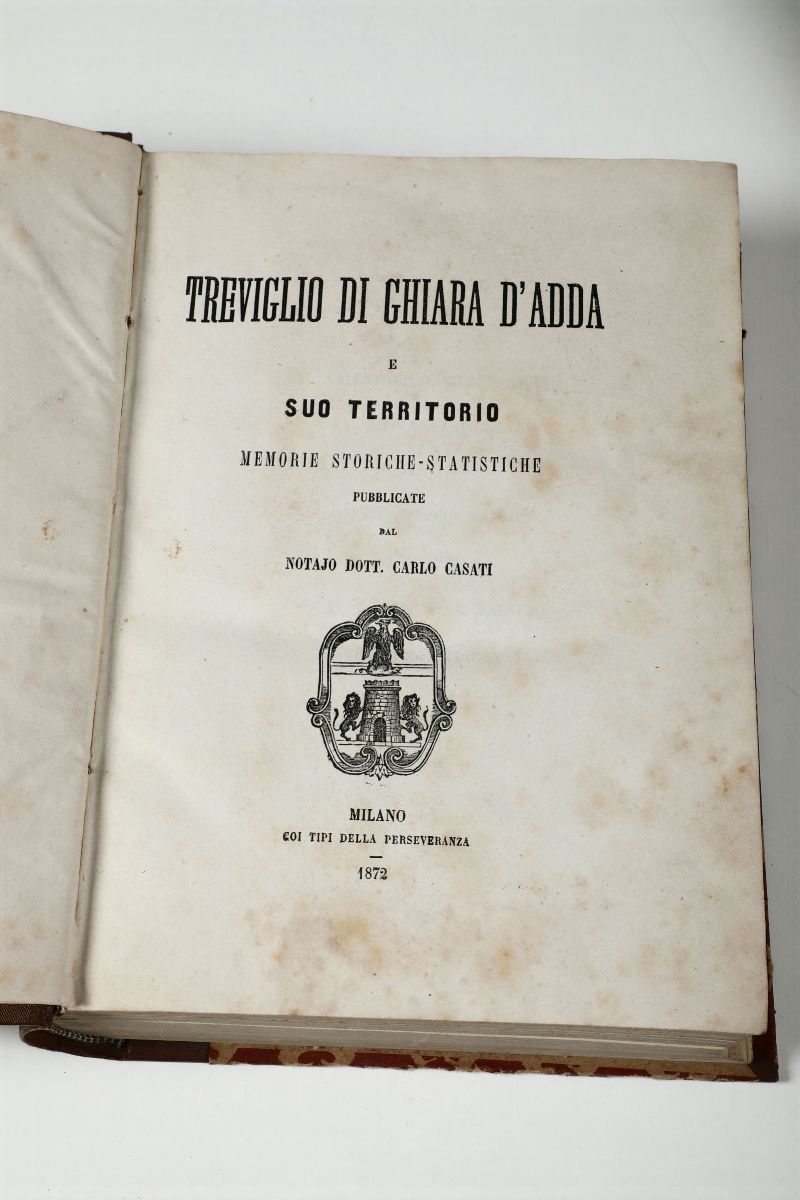 TREVIGLIO DI GHIARA D'ADDA
E
SUO TERRITORIO
MEMORIE STORICHE-STATISTICHE
PUBBLICATE
DAL
NOTAJO DOTT. CARLO CASATI
MILANO
COI TIPI DELLA PERSEVERANZA
1872